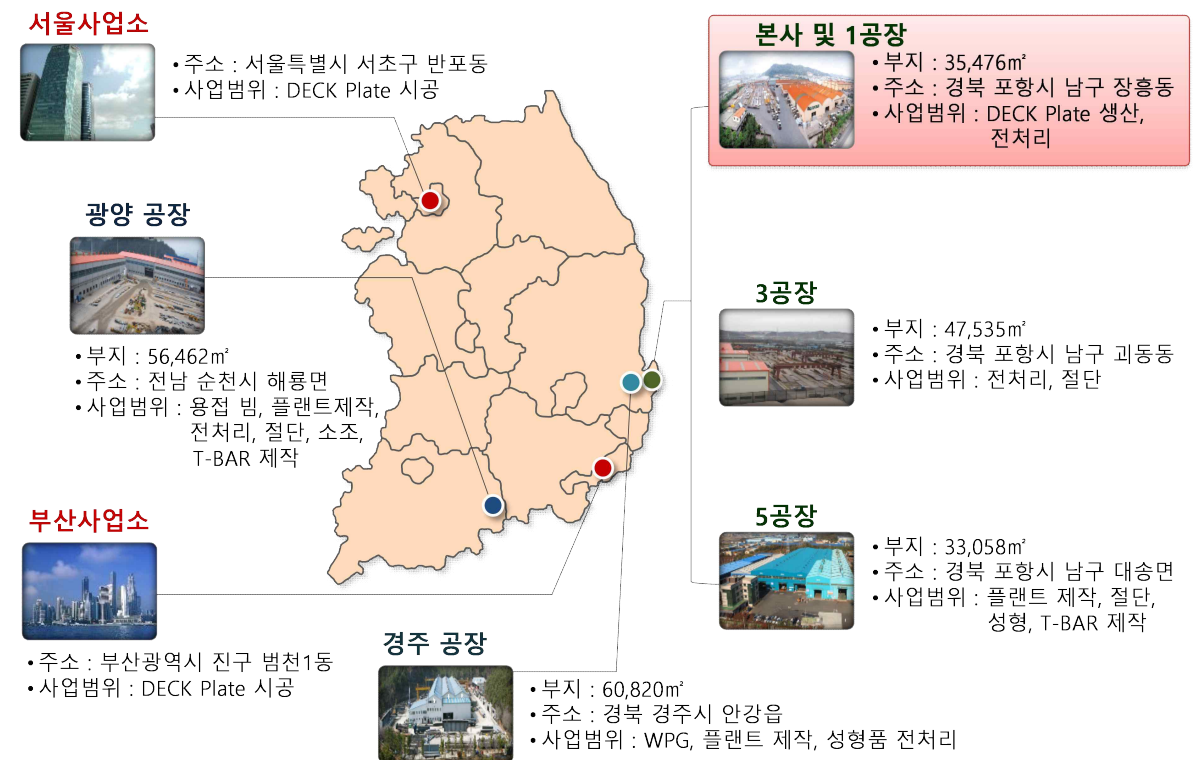 서울사업소
• 주소 : 서울특별시 서초구 반포동
• 사업범위 : DECK Plate 시공
본사 및 1공장
• 부지 : 35,476㎡
• 주소 : 경북 포항시 남구 장흥동
• 사업범위 : DECK Plate 생산,
전처리
광양 공장
• 부지 : 56,462㎡
• 주소 : 전남 순천시 해룡면
• 사업범위 : 용접 빔, 플랜트제작,
전처리, 절단, 소조,
T-BAR 제작
3공장
• 부지 : 47,535㎡
• 주소 : 경북 포항시 남구 괴동동
• 사업범위 : 전처리, 절단
부산사업소
• 주소 : 부산광역시 진구 범천1동
• 사업범위 : DECK Plate 시공
5공장
• 부지 : 33,058㎡
• 주소 : 경북 포항시 남구 대송면
• 사업범위 : 플랜트 제작, 절단,
성형, T-BAR 제작
경주 공장
• 부지 : 60,820㎡
• 주소 : 경북 경주시 안강읍
• 사업범위 : WPG, 플랜트 제작, 성형품 전처리